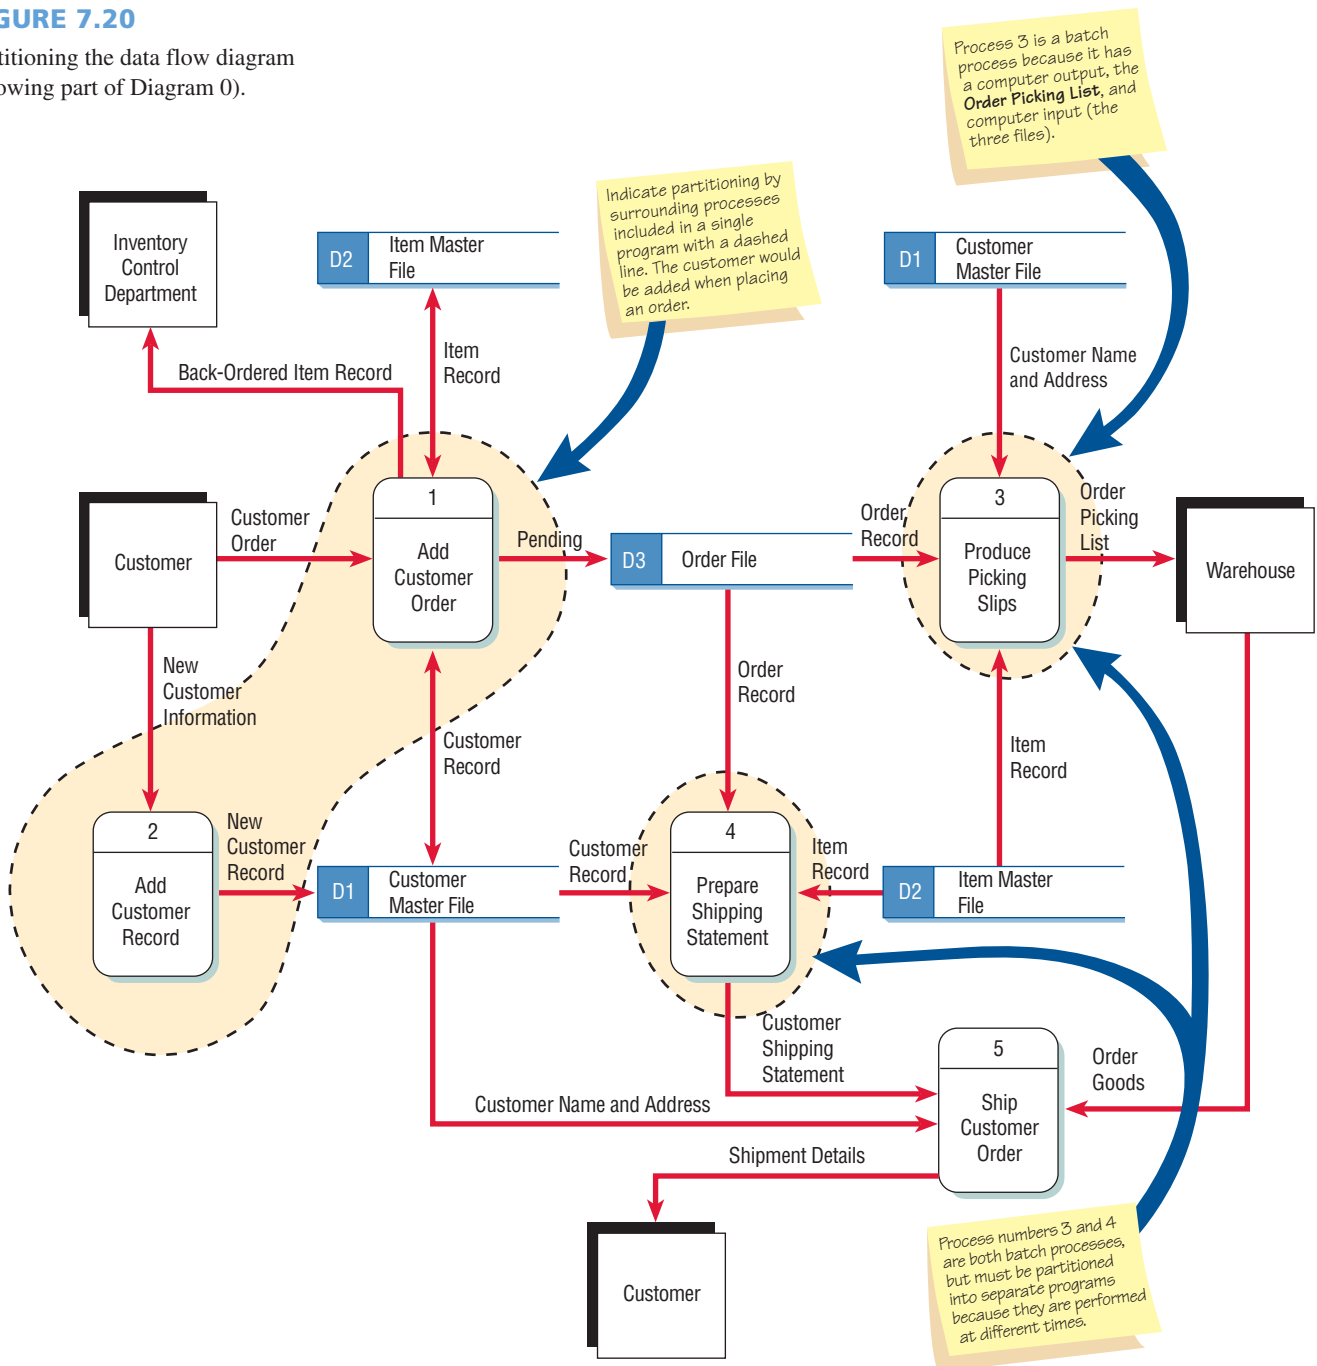 GURE 7.20
titioning the data flow diagram
owing part of Diagram 0).
Process 3 is a batch
process because it has
a computer output, the
Order Picking List, and
computer input (the
three files).
Indicate partitioning by
surrounding processes
included in a single
program with a dashed
line. The customer would
be added when placing
an order.
Inventory
Control
Department
D2
Item Master
File
D1
Customer
Master File
Back-Ordered Item Record
Item
Record
Customer Name
and Address
Customer
Customer
Order
1
Add
Customer
Order
Pending
D3
Order File
Order
Record
3
Produce
Picking
Slips
Order
Picking
List
Warehouse
New
Customer
Information
Customer
Record
Order
Record
Item
Record
2
Add
Customer
Record
New
Customer
Record
D1
Customer
Master File
Customer
Record
4
Prepare
Shipping
Statement
Item
Record
D2
Item Master
File
Customer
Shipping
Statement
5
Ship
Customer
Order
Order
Goods
Customer Name and Address
Shipment Details
Customer
Process numbers 3 and 4
are both batch processes,
but must be partitioned
into separate programs
because they are performed
at different times.